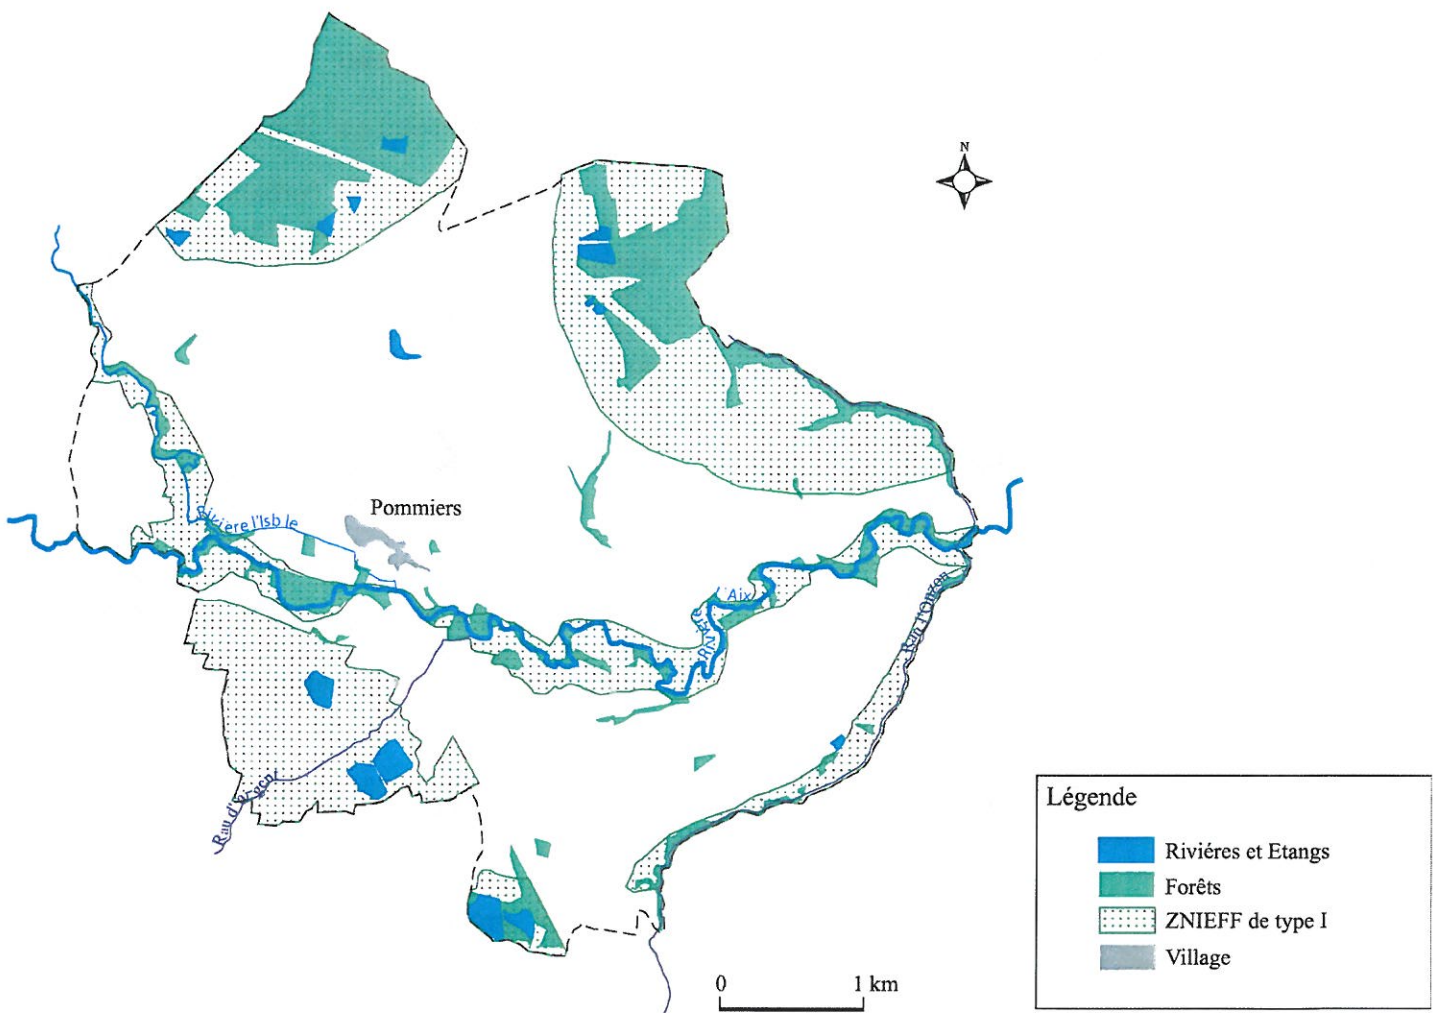 N
Pommiers
Rivière l'Isble
Rivière l'Aix
Rau l'Onzon
Rau d'Argent
0 1 km
Légende
Riviéres et Etangs
Forêts
ZNIEFF de type I
Village